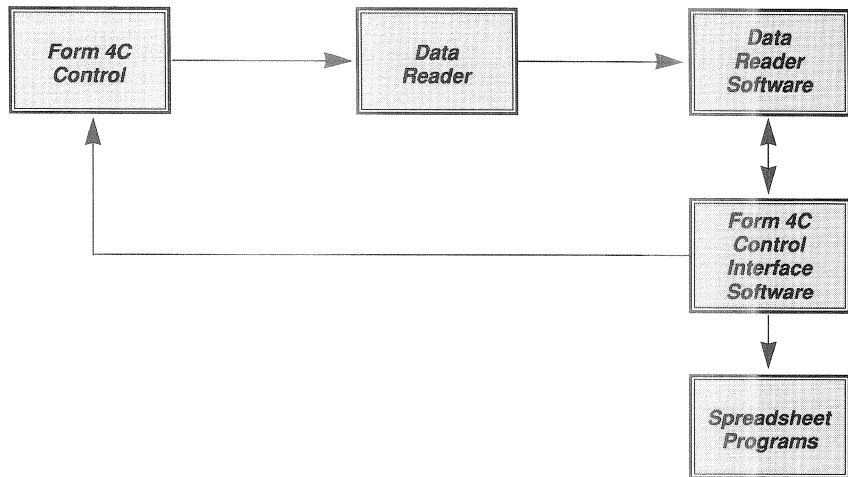 Form 4C
Control
Data
Reader
Data
Reader
Software
Form 4C
Control
Interface
Software
Spreadsheet
Programs